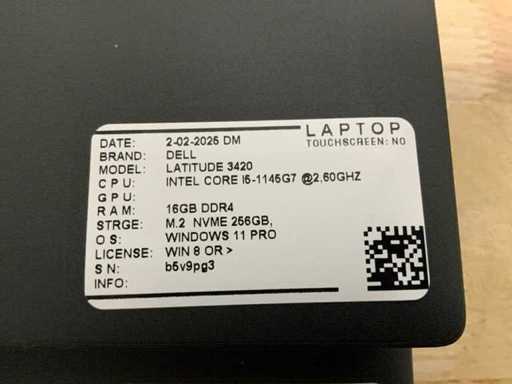 LAPTOP
TOUCHSCREEN: NO
DATE: 2-02-2025 DM
BRAND: DELL
MODEL: LATITUDE 3420
CPU: INTEL CORE I5-1145G7 @2.60GHZ
GPU:
RAM: 16GB DDR4
STRGE: M.2 NVME 256GB,
OS: WINDOWS 11 PRO
LICENSE: WIN 8 OR >
SN: b5v9pg3
INFO: